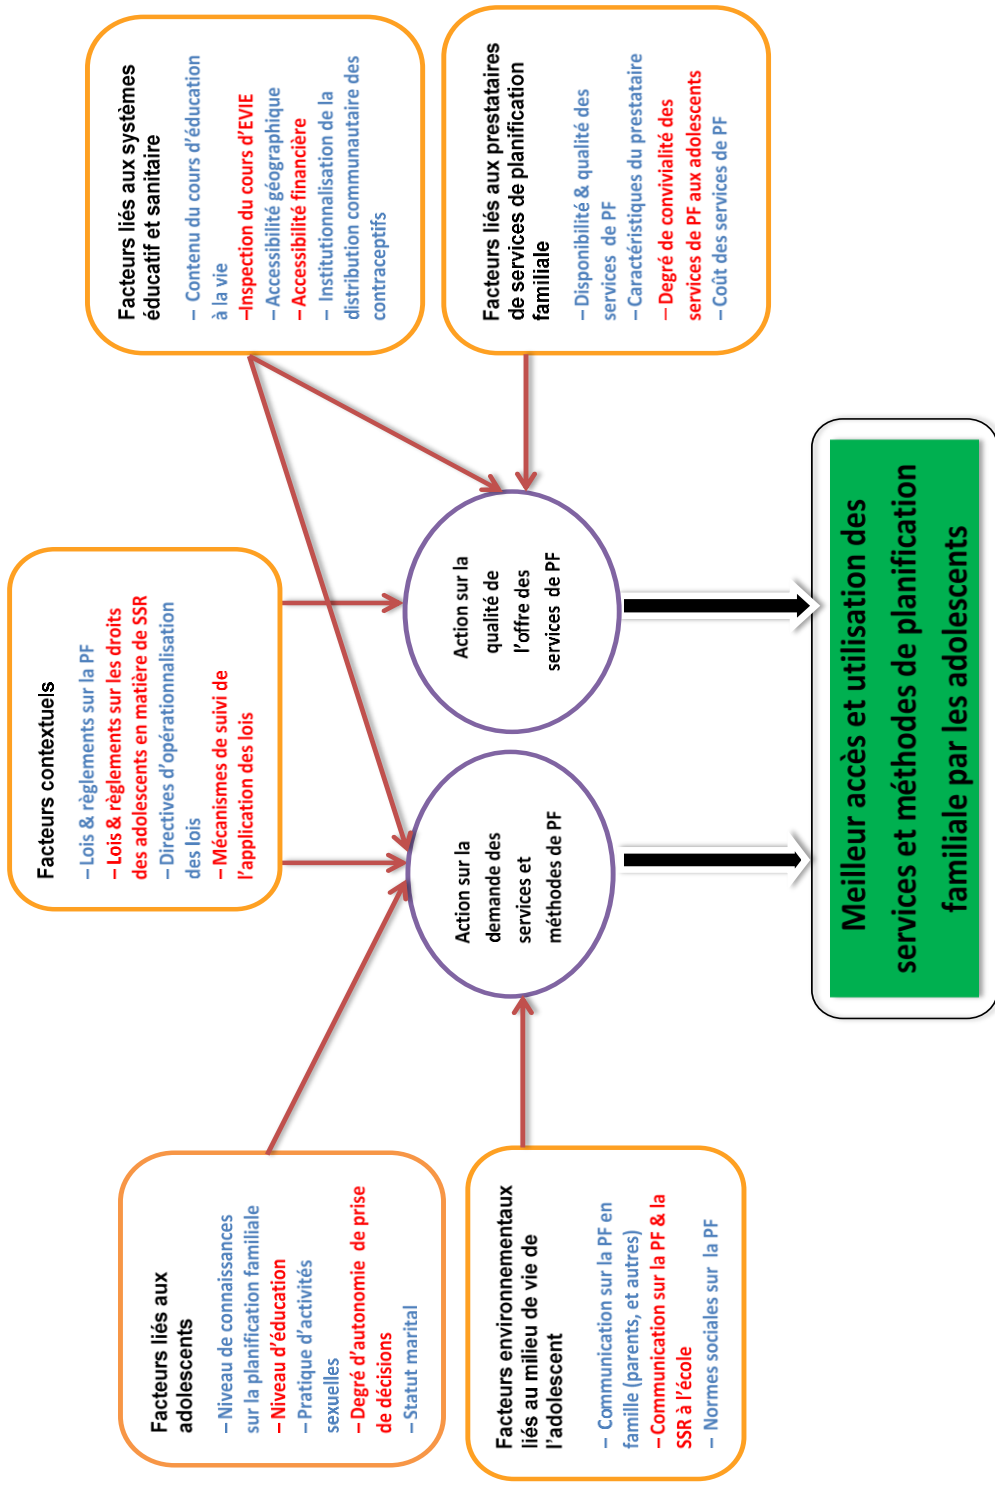 Facteurs liés aux
adolescents
– Niveau de connaissances
sur la planification familiale
– Niveau d'éducation
– Pratique d'activités
sexuelles
– Degré d'autonomie de prise
de décisions
– Statut marital
Facteurs contextuels
– Lois & règlements sur la PF
– Lois & règlements sur les droits
des adolescents en matière de SSR
– Directives d'opérationnalisation
des lois
– Mécanismes de suivi de
l'application des lois
Facteurs liés aux systèmes
éducatif et sanitaire
– Contenu du cours d'éducation
à la vie
–Inspection du cours d'EVIE
– Accessibilité géographique
– Accessibilité financière
– Institutionnalisation de la
distribution communautaire des
contraceptifs
Facteurs environnementaux
liés au milieu de vie de
l'adolescent
– Communication sur la PF en
famille (parents, et autres)
– Communication sur la PF & la
SSR à l'école
– Normes sociales sur la PF
Action sur la
demande des
services et
méthodes de PF
Action sur la
qualité de
l'offre des
services de PF
Facteurs liés aux prestataires
de services de planification
familiale
– Disponibilité & qualité des
services de PF
– Caractéristiques du prestataire
– Degré de convivialité des
services de PF aux adolescents
– Coût des services de PF
Meilleur accès et utilisation des
services et méthodes de planification
familiale par les adolescents